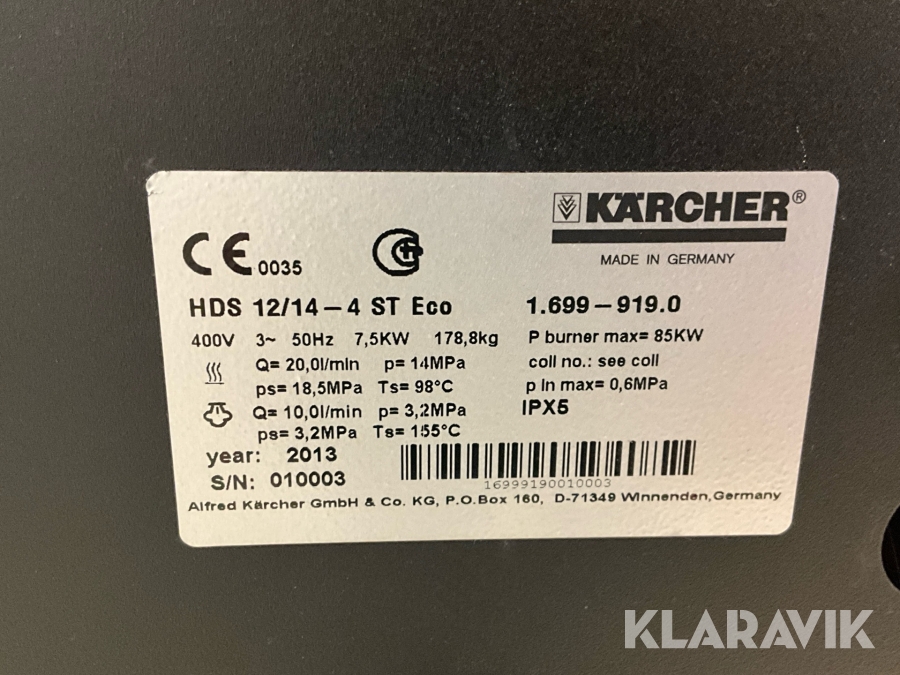 KÄRCHER®
MADE IN GERMANY
CE 0035
HDS 12/14-4 ST Eco 1.699-919.0
400V 3~ 50Hz 7,5KW 178,8kg P burner max= 85KW
Q= 20,0l/min p= 14MPa coil no.: see coil
ps= 18,5MPa Ts= 98°C p in max= 0,6MPa
Q= 10,0l/min p= 3,2MPa IPX5
ps= 3,2MPa Ts= 155°C
year: 2013
S/N: 010003
16999190010003
Alfred Kärcher GmbH & Co. KG, P.O.Box 160, D-71349 Winnenden, Germany
KLARAVIK